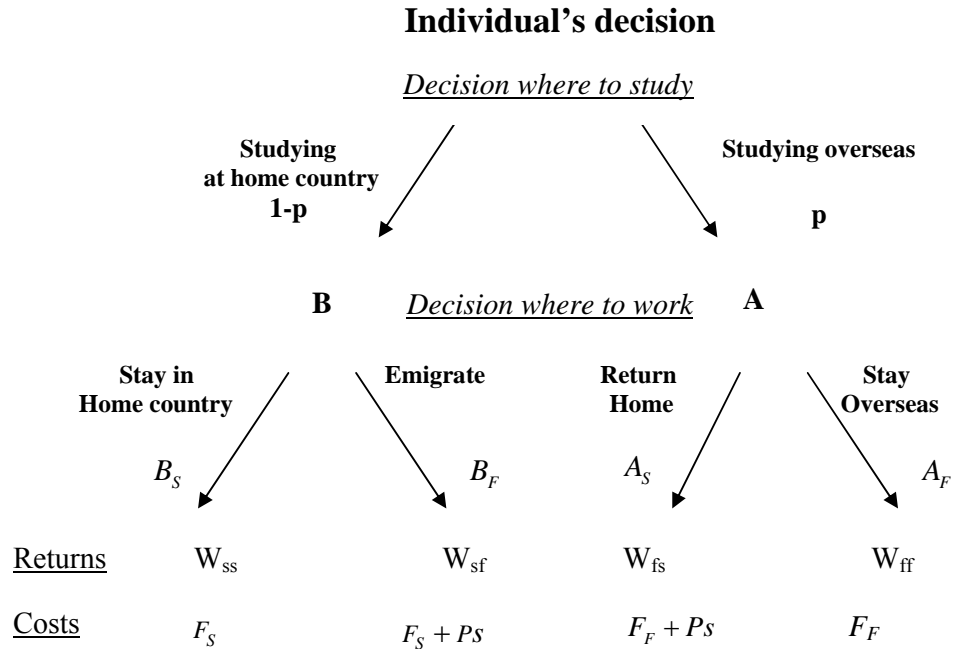 Individual's decision
Decision where to study
Studying
at home country
1-p
Studying overseas
p
B
Decision where to work
A
Stay in
Home country
Emigrate
Return
Home
Stay
Overseas
B_S
B_F
A_S
A_F
Returns W_ss W_sf W_fs W_ff
Costs F_S F_S + Ps F_F + Ps F_F